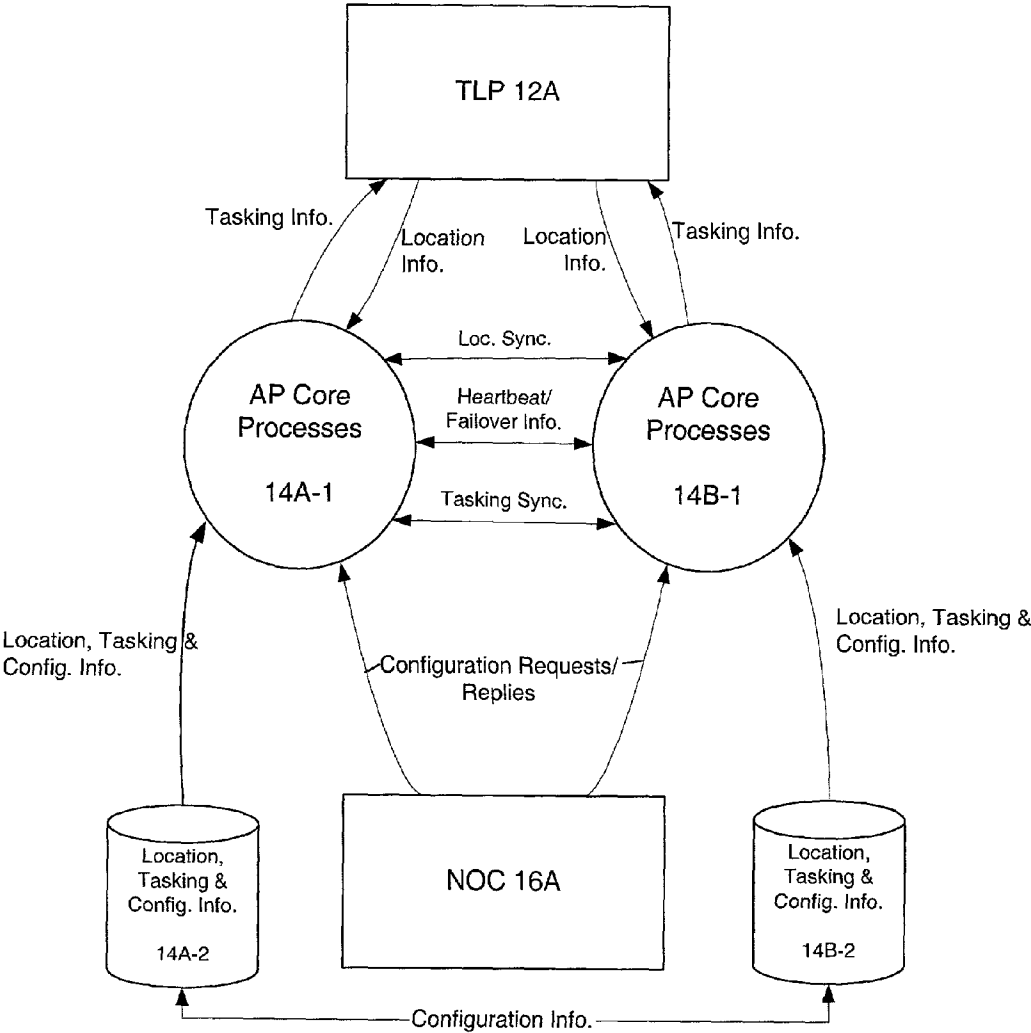 TLP 12A
Tasking Info.
Location
Info.
Location
Info.
Tasking Info.
Loc. Sync.
AP Core
Processes
14A-1
Heartbeat/
Failover Info.
AP Core
Processes
14B-1
Tasking Sync.
Location, Tasking &
Config. Info.
Configuration Requests/
Replies
Location, Tasking &
Config. Info.
Location,
Tasking &
Config. Info.
14A-2
NOC 16A
Location,
Tasking &
Config. Info.
14B-2
Configuration Info.